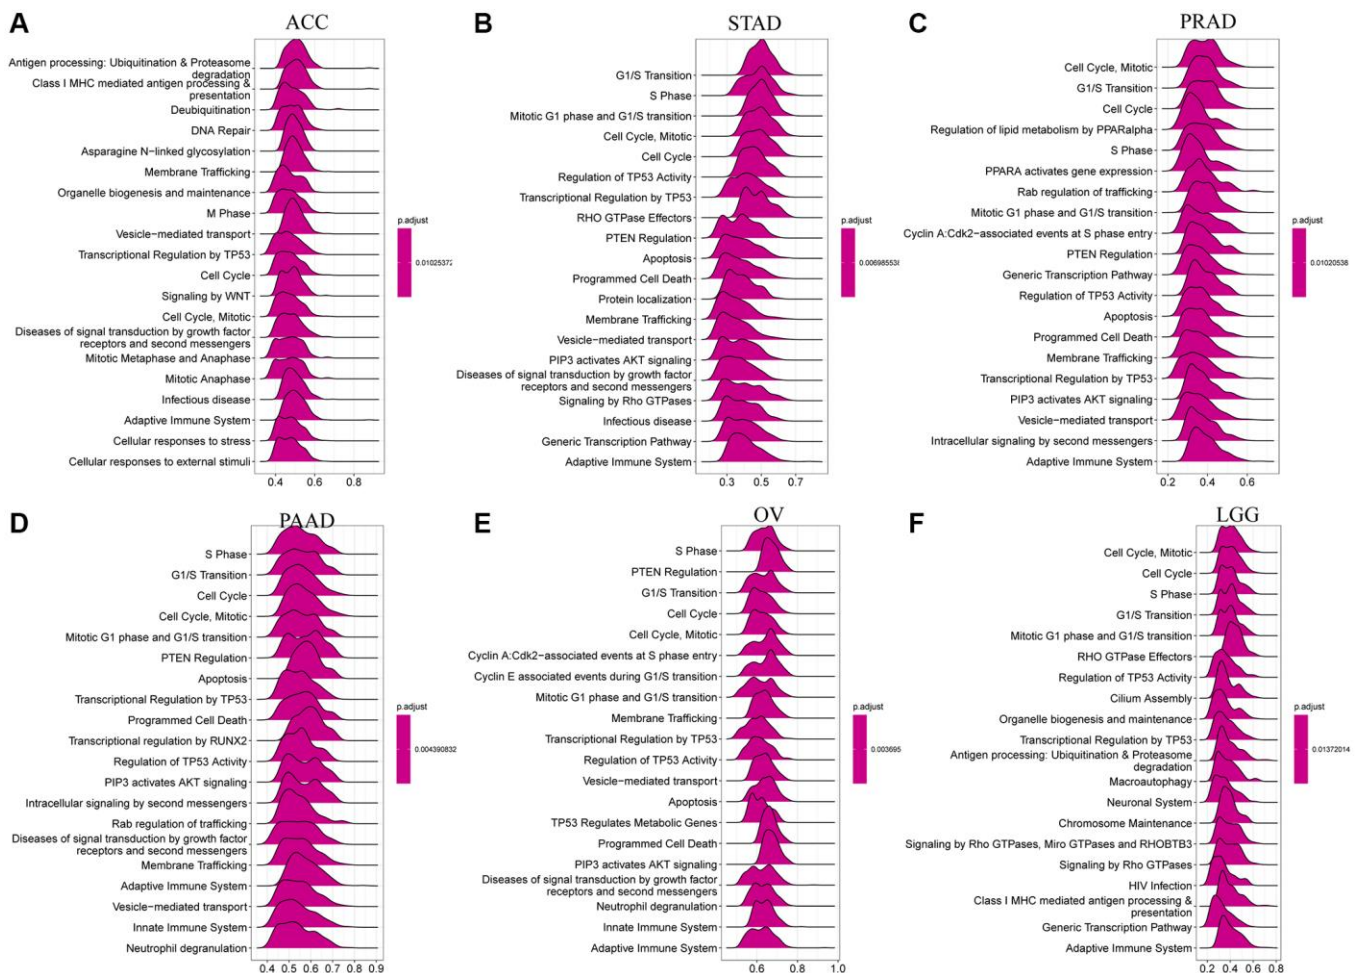 A
ACC
Antigen processing: Ubiquitination & Proteasome
degradation
Class I MHC mediated antigen processing &
presentation
Deubiquitination
DNA Repair
Asparagine N−linked glycosylation
Membrane Trafficking
Organelle biogenesis and maintenance
M Phase
Vesicle−mediated transport
Transcriptional Regulation by TP53
Cell Cycle
Signaling by WNT
Cell Cycle, Mitotic
Diseases of signal transduction by growth factor
receptors and second messengers
Mitotic Metaphase and Anaphase
Mitotic Anaphase
Infectious disease
Adaptive Immune System
Cellular responses to stress
Cellular responses to external stimuli
0.4 0.6 0.8
p.adjust
B
STAD
G1/S Transition
S Phase
Mitotic G1 phase and G1/S transition
Cell Cycle, Mitotic
Cell Cycle
Regulation of TP53 Activity
Transcriptional Regulation by TP53
RHO GTPase Effectors
PTEN Regulation
Apoptosis
Programmed Cell Death
Protein localization
Membrane Trafficking
Vesicle−mediated transport
PIP3 activates AKT signaling
Diseases of signal transduction by growth factor
receptors and second messengers
Signaling by Rho GTPases
Infectious disease
Generic Transcription Pathway
Adaptive Immune System
0.3 0.5 0.7
p.adjust
C
PRAD
Cell Cycle, Mitotic
G1/S Transition
Cell Cycle
Regulation of lipid metabolism by PPARalpha
S Phase
PPARA activates gene expression
Rab regulation of trafficking
Mitotic G1 phase and G1/S transition
Cyclin A:Cdk2−associated events at S phase entry
PTEN Regulation
Generic Transcription Pathway
Regulation of TP53 Activity
Apoptosis
Programmed Cell Death
Membrane Trafficking
Transcriptional Regulation by TP53
PIP3 activates AKT signaling
Vesicle−mediated transport
Intracellular signaling by second messengers
Adaptive Immune System
0.2 0.4 0.6
p.adjust
0.01020538
D
PAAD
S Phase
G1/S Transition
Cell Cycle
Cell Cycle, Mitotic
Mitotic G1 phase and G1/S transition
PTEN Regulation
Apoptosis
Transcriptional Regulation by TP53
Programmed Cell Death
Transcriptional regulation by RUNX2
Regulation of TP53 Activity
PIP3 activates AKT signaling
Intracellular signaling by second messengers
Rab regulation of trafficking
Diseases of signal transduction by growth factor
receptors and second messengers
Membrane Trafficking
Adaptive Immune System
Vesicle−mediated transport
Innate Immune System
Neutrophil degranulation
0.4 0.5 0.6 0.7 0.8 0.9
p.adjust
0.004390832
E
OV
S Phase
PTEN Regulation
G1/S Transition
Cell Cycle
Cell Cycle, Mitotic
Cyclin A:Cdk2−associated events at S phase entry
Cyclin E associated events during G1/S transition
Mitotic G1 phase and G1/S transition
Membrane Trafficking
Transcriptional Regulation by TP53
Regulation of TP53 Activity
Vesicle−mediated transport
Apoptosis
TP53 Regulates Metabolic Genes
Programmed Cell Death
PIP3 activates AKT signaling
Diseases of signal transduction by growth factor
receptors and second messengers
Neutrophil degranulation
Innate Immune System
Adaptive Immune System
0.6 0.8 1.0
p.adjust
0.003695
F
LGG
Cell Cycle, Mitotic
Cell Cycle
S Phase
G1/S Transition
Mitotic G1 phase and G1/S transition
RHO GTPase Effectors
Regulation of TP53 Activity
Cilium Assembly
Organelle biogenesis and maintenance
Transcriptional Regulation by TP53
Antigen processing: Ubiquitination & Proteasome
degradation
Macroautophagy
Neuronal System
Chromosome Maintenance
Signaling by Rho GTPases, Miro GTPases and RHOBTB3
Signaling by Rho GTPases
HIV Infection
Class I MHC mediated antigen processing &
presentation
Generic Transcription Pathway
Adaptive Immune System
0.2 0.4 0.6 0.8
p.adjust
0.01372014